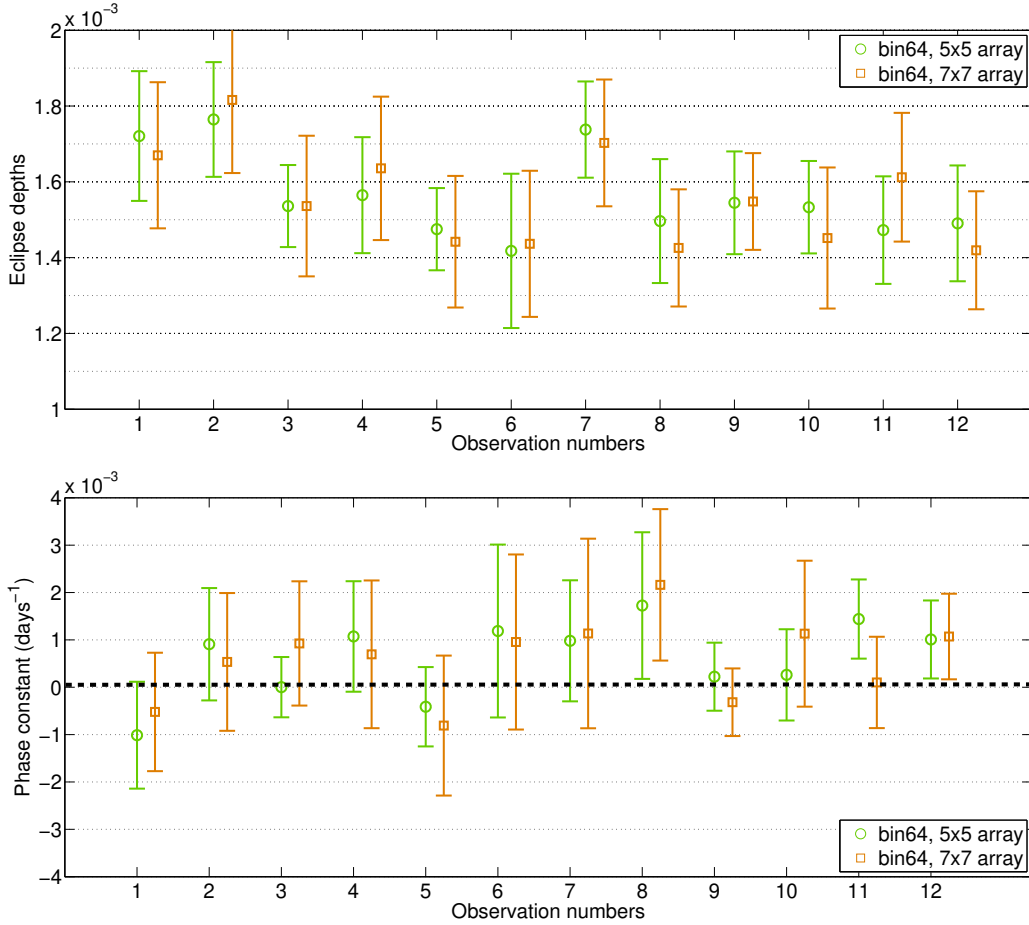 x 10⁻³
2
1.8
1.6
1.4
1.2
1
Eclipse depths
bin64, 5x5 array
bin64, 7x7 array
1 2 3 4 5 6 7 8 9 10 11 12
Observation numbers
x 10⁻³
4
3
2
1
0
−1
−2
−3
−4
Phase constant (days⁻¹)
bin64, 5x5 array
bin64, 7x7 array
1 2 3 4 5 6 7 8 9 10 11 12
Observation numbers